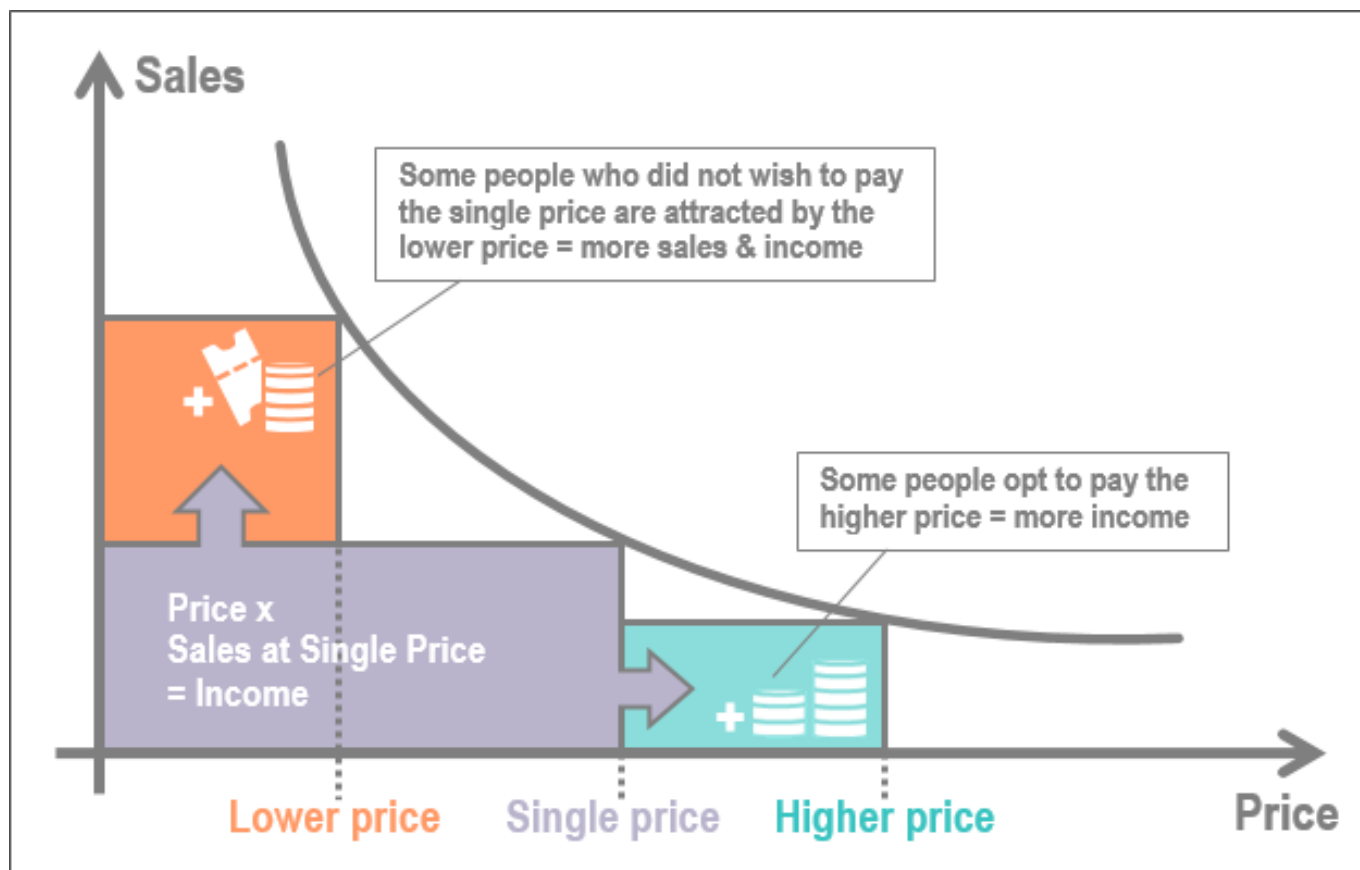 Sales
Some people who did not wish to pay
the single price are attracted by the
lower price = more sales & income
Some people opt to pay the
higher price = more income
Price x
Sales at Single Price
= Income
Lower price
Single price
Higher price
Price